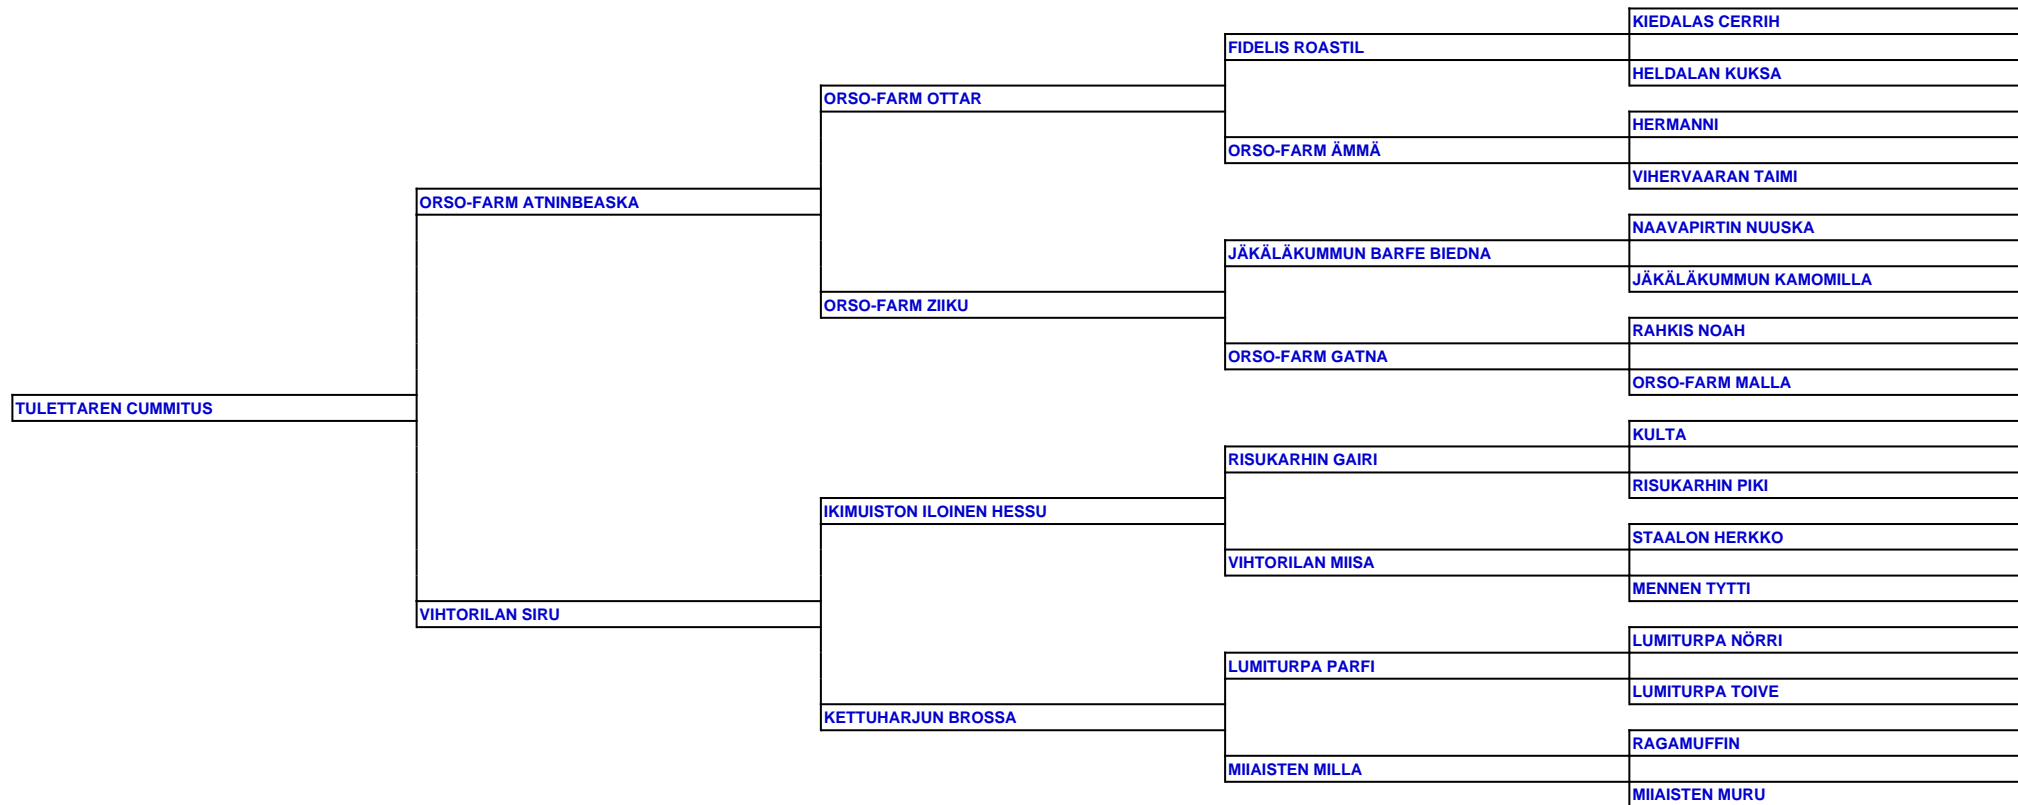 KIEDALAS CERRIH
FIDELIS ROASTIL
HELDALAN KUKSA
ORSO-FARM OTTAR
HERMANNI
ORSO-FARM ÄMMÄ
VIHERVAARAN TAIMI
ORSO-FARM ATNINBEASKA
NAAVAPIRTIN NUUSKA
JÄKÄLÄKUMMUN BARFE BIEDNA
JÄKÄLÄKUMMUN KAMOMILLA
ORSO-FARM ZIIKU
RAHKIS NOAH
ORSO-FARM GATNA
ORSO-FARM MALLA
TULETTAREN CUMMITUS
KULTA
RISUKARHIN GAIRI
RISUKARHIN PIKI
IKIMUISTON ILOINEN HESSU
STAALON HERKKO
VIHTORILAN MIISA
MENNEN TYTTI
VIHTORILAN SIRU
LUMITURPA NÖRRI
LUMITURPA PARFI
LUMITURPA TOIVE
KETTUHARJUN BROSSA
RAGAMUFFIN
MIIAISTEN MILLA
MIIAISTEN MURU